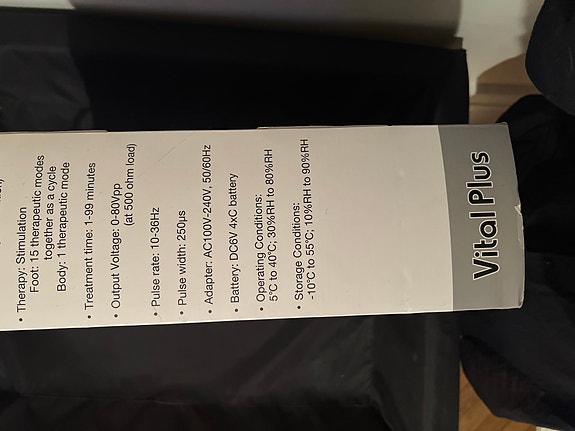 • Therapy: Stimulation
Foot: 15 therapeutic modes
together as a cycle
Body: 1 therapeutic mode
• Treatment time: 1-99 minutes
• Output Voltage: 0-80Vpp
(at 500 ohm load)
• Pulse rate: 10-36Hz
• Pulse width: 250µs
• Adapter: AC100V-240V, 50/60Hz
• Battery: DC6V 4xC battery
• Operating Conditions:
5°C to 40°C; 30%RH to 80%RH
• Storage Conditions:
-10°C to 55°C; 10%RH to 90%RH
Vital Plus